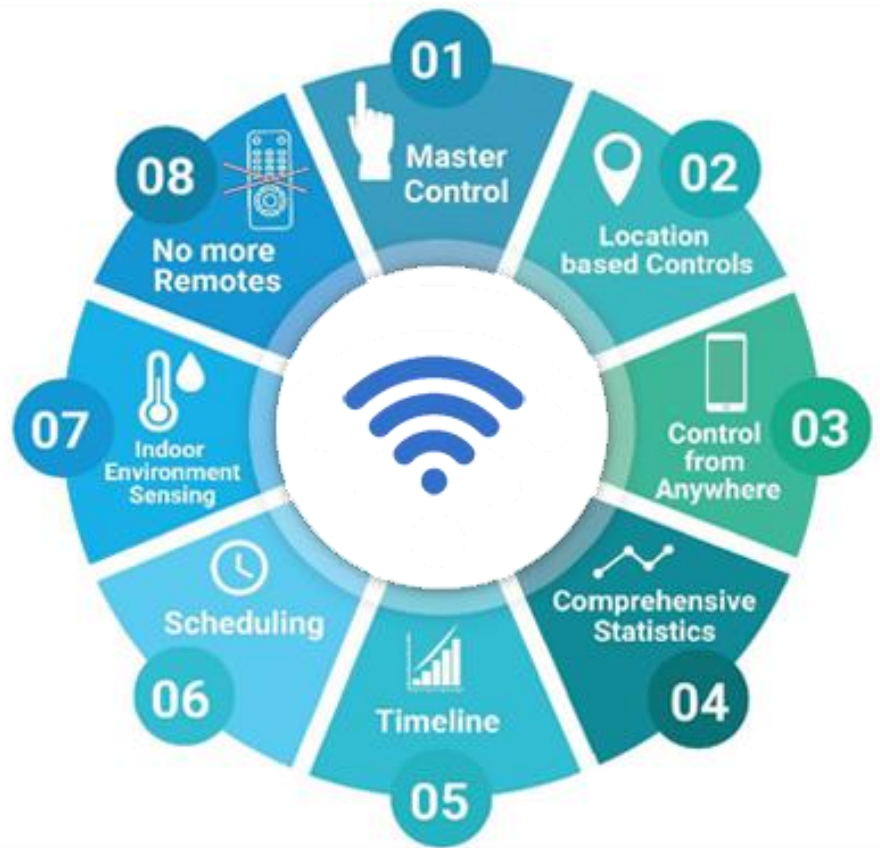 01
Master
Control
02
Location
based Controls
03
Control
from
Anywhere
04
Comprehensive
Statistics
05
Timeline
06
Scheduling
07
Indoor
Environment
Sensing
08
No more
Remotes